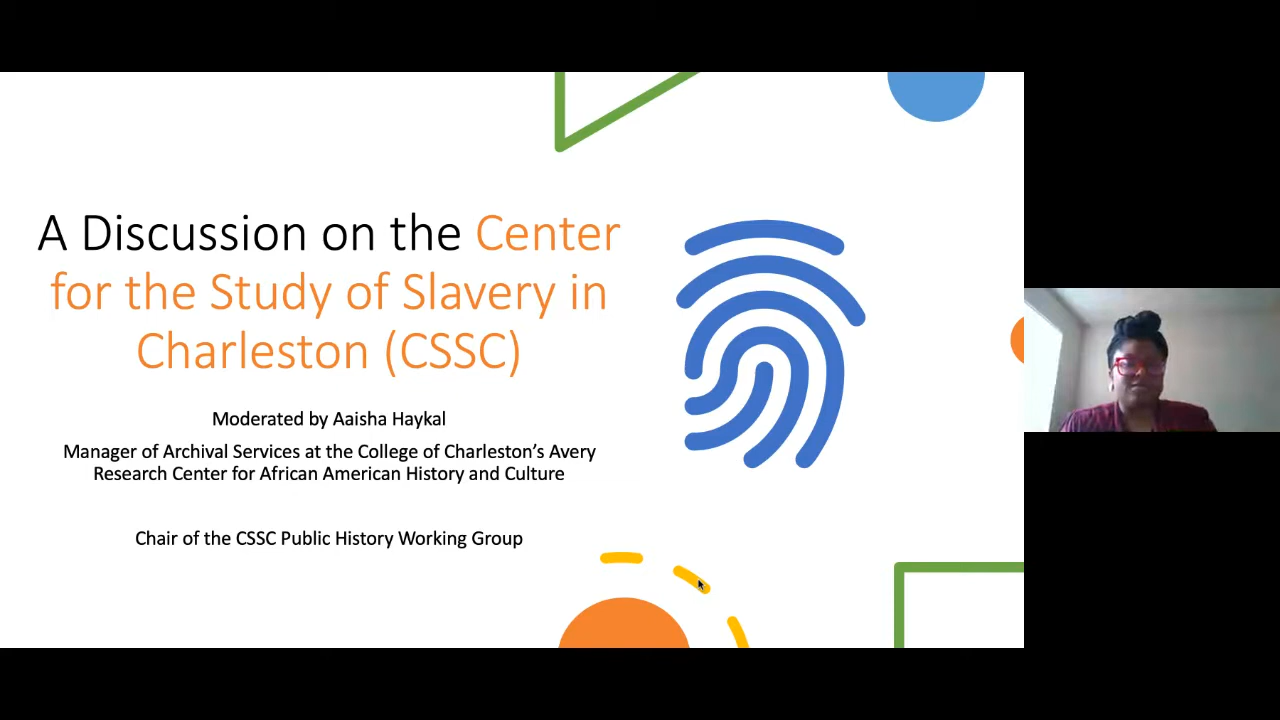 A Discussion on the Center
for the Study of Slavery in
Charleston (CSSC)
Moderated by Aaisha Haykal
Manager of Archival Services at the College of Charleston’s Avery
Research Center for African American History and Culture
Chair of the CSSC Public History Working Group